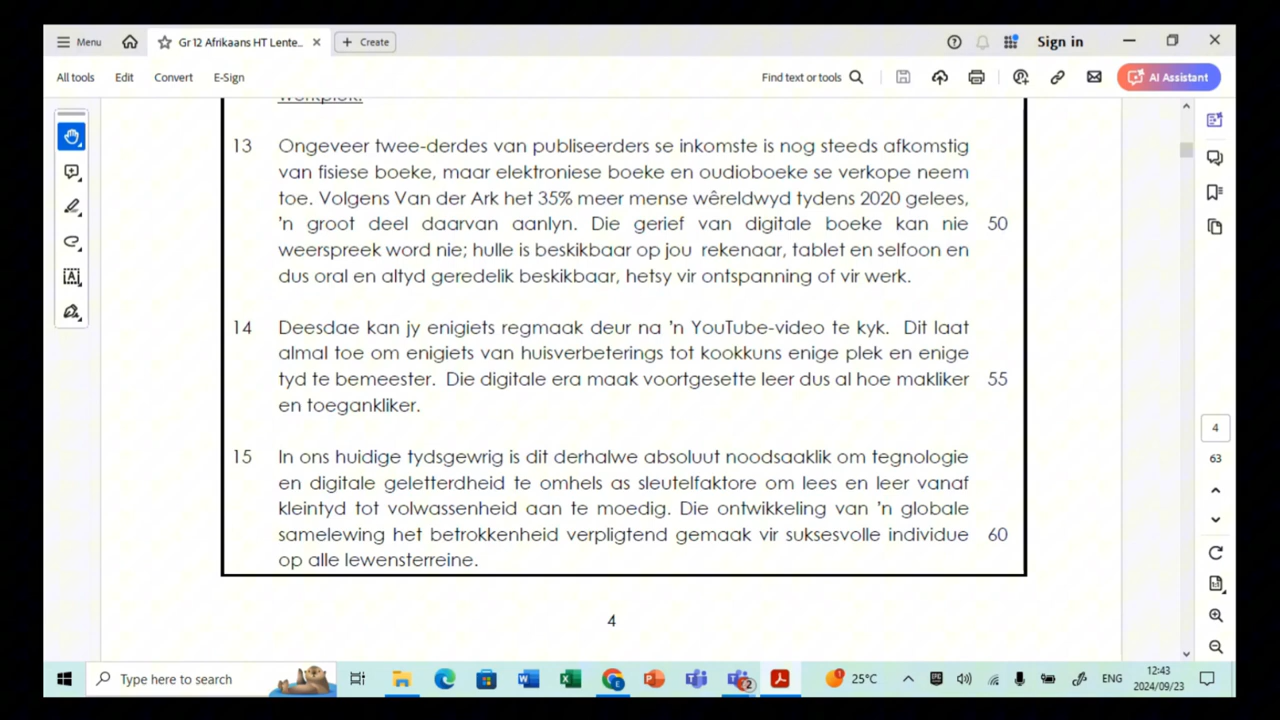 Menu
Gr 12 Afrikaans HT Lente...
Create
Sign in
All tools
Edit
Convert
E-Sign
Find text or tools
AI Assistant
werkplek.
13 Ongeveer twee-derdes van publiseerders se inkomste is nog steeds afkomstig
van fisiese boeke, maar elektroniese boeke en oudioboeke se verkope neem
toe. Volgens Van der Ark het 35% meer mense wêreldwyd tydens 2020 gelees,
'n groot deel daarvan aanlyn. Die gerief van digitale boeke kan nie 50
weerspreek word nie; hulle is beskikbaar op jou rekenaar, tablet en selfoon en
dus oral en altyd geredelik beskikbaar, hetsy vir ontspanning of vir werk.
14 Deesdae kan jy enigiets regmaak deur na 'n YouTube-video te kyk. Dit laat
almal toe om enigiets van huisverbeterings tot kookkuns enige plek en enige
tyd te bemeester. Die digitale era maak voortgesette leer dus al hoe makliker 55
en toegankliker.
15 In ons huidige tydsgewrig is dit derhalwe absoluut noodsaaklik om tegnologie
en digitale geletterdheid te omhels as sleutelfaktore om lees en leer vanaf
kleintyd tot volwassenheid aan te moedig. Die ontwikkeling van 'n globale
samelewing het betrokkenheid verpligtend gemaak vir suksesvolle individue 60
op alle lewensterreine.
4
4
63
Type here to search
2
25°C
ENG
12:43
2024/09/23